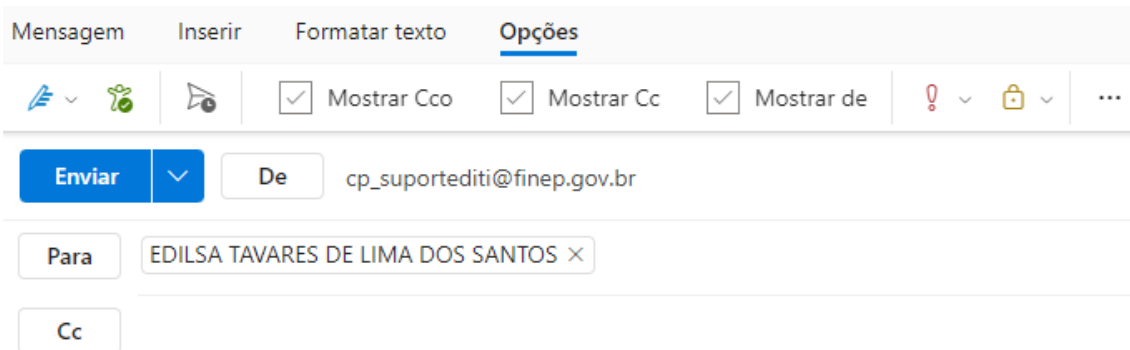 Mensagem Inserir Formatar texto Opções
Mostrar Cco Mostrar Cc Mostrar de ...
Enviar De cp_suportediti@finep.gov.br
Para EDILSA TAVARES DE LIMA DOS SANTOS
Cc